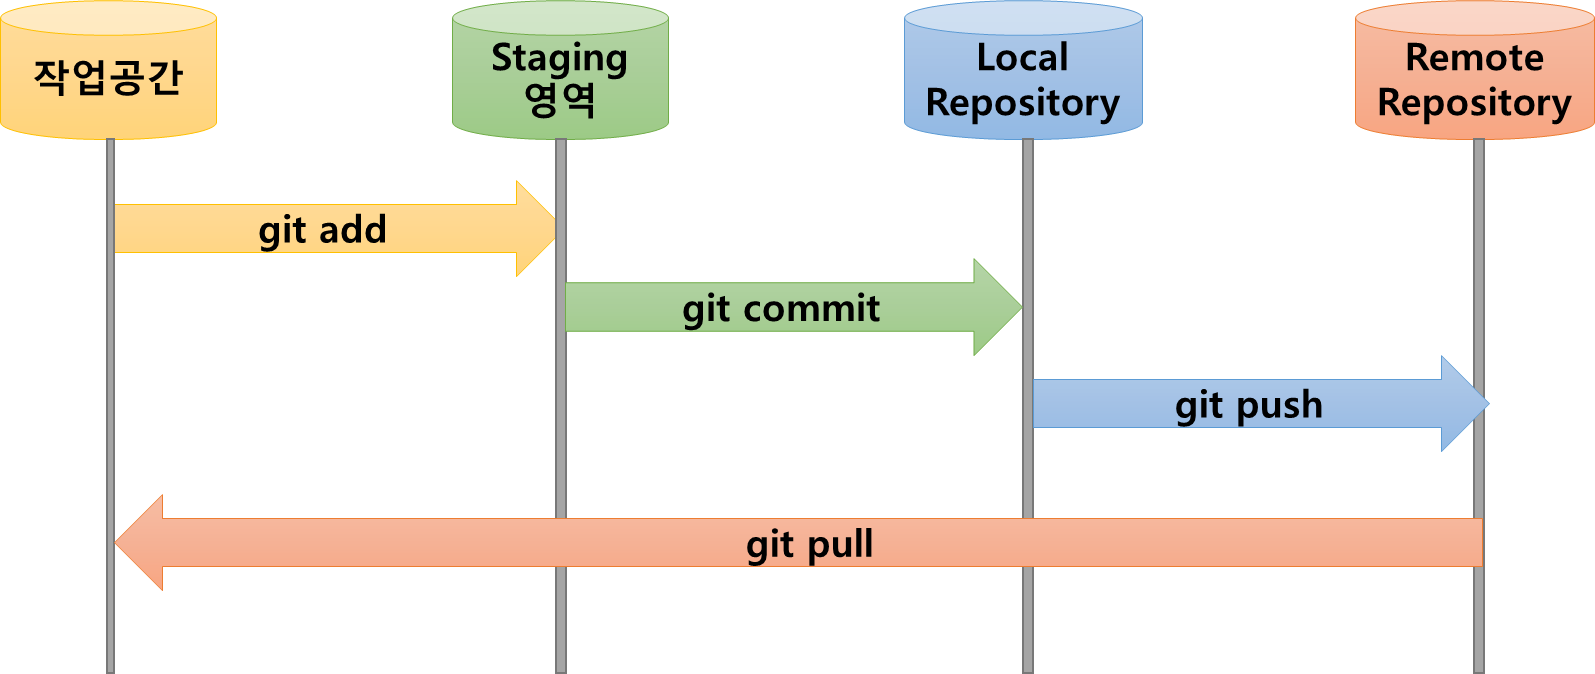 작업공간
Staging
영역
Local
Repository
Remote
Repository
git add
git commit
git push
git pull